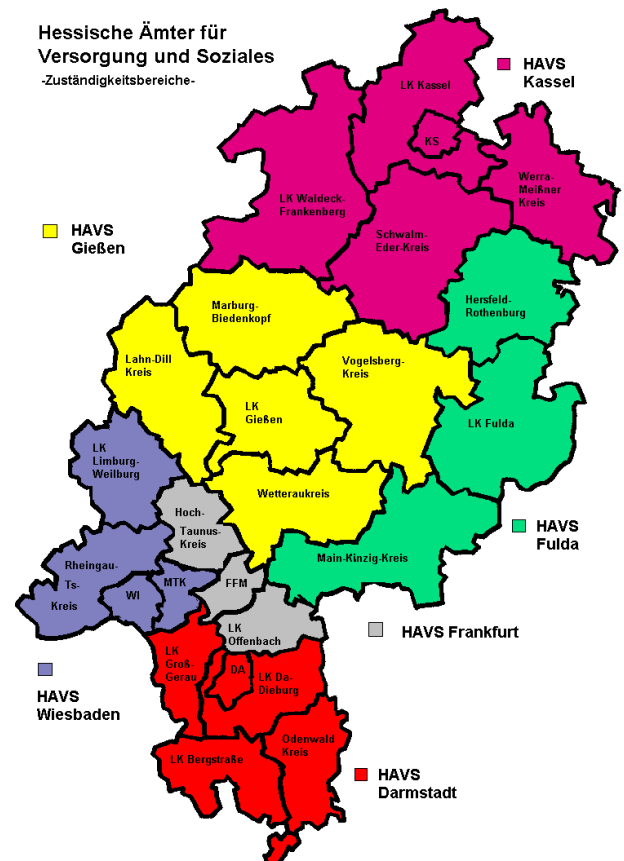 Hessische Ämter für
Versorgung und Soziales
-Zuständigkeitsbereiche-
HAVS
Kassel
LK Kassel
KS
Werra-
Meißner
Kreis
LK Waldeck-
Frankenberg
Schwalm-
Eder-Kreis
HAVS
Gießen
Hersfeld-
Rothenburg
Marburg-
Biedenkopf
Lahn-Dill
Kreis
Vogelsberg-
Kreis
LK
Gießen
LK Fulda
LK
Limburg-
Weilburg
Wetteraukreis
Hoch-
Taunus-
Kreis
HAVS
Fulda
Main-Kinzig-Kreis
Rheingau-
Ts-
Kreis
WI
MTK
FFM
LK
Offenbach
HAVS Frankfurt
LK
Groß-
Gerau
HAVS
Wiesbaden
DA
LK Da-
Dieburg
Odenwald
Kreis
LK Bergstraße
HAVS
Darmstadt